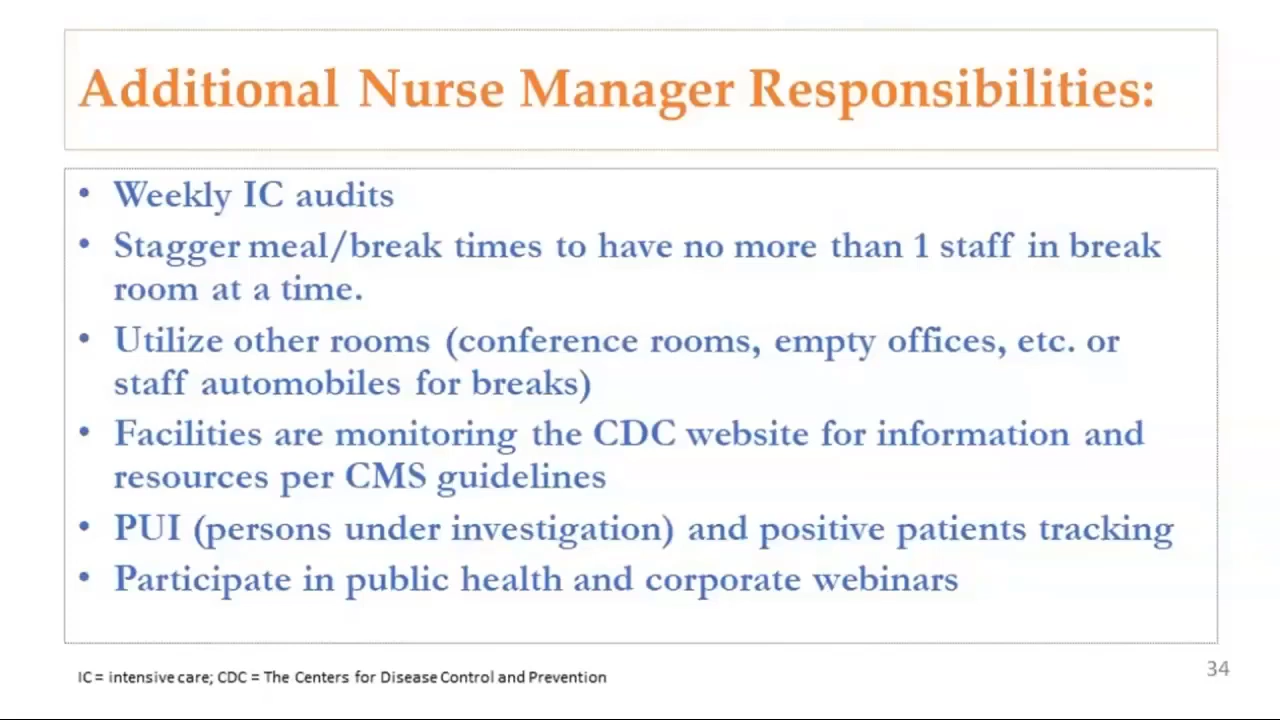 Additional Nurse Manager Responsibilities:
• Weekly IC audits
• Stagger meal/break times to have no more than 1 staff in break
room at a time.
• Utilize other rooms (conference rooms, empty offices, etc. or
staff automobiles for breaks)
• Facilities are monitoring the CDC website for information and
resources per CMS guidelines
• PUI (persons under investigation) and positive patients tracking
• Participate in public health and corporate webinars
IC = intensive care; CDC = The Centers for Disease Control and Prevention
34